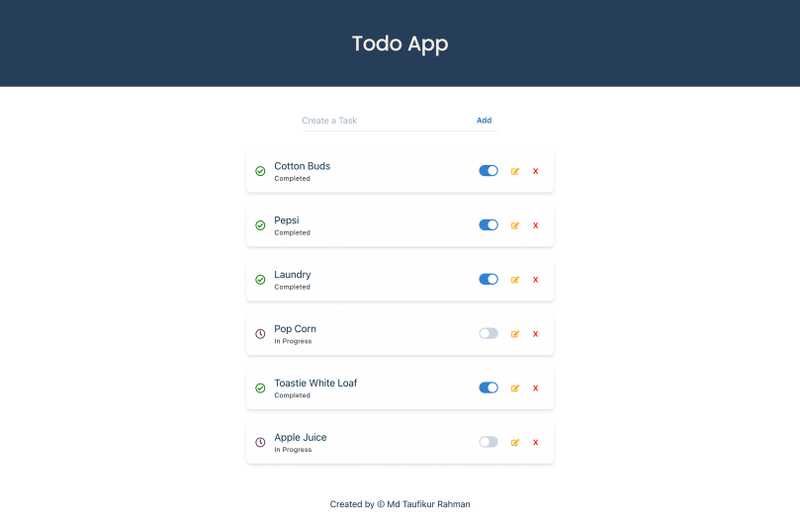 Todo App
Create a Task Add
Cotton Buds
Completed
X
Pepsi
Completed
X
Laundry
Completed
X
Pop Corn
In Progress
X
Toastie White Loaf
Completed
X
Apple Juice
In Progress
X
Created by © Md Taufikur Rahman